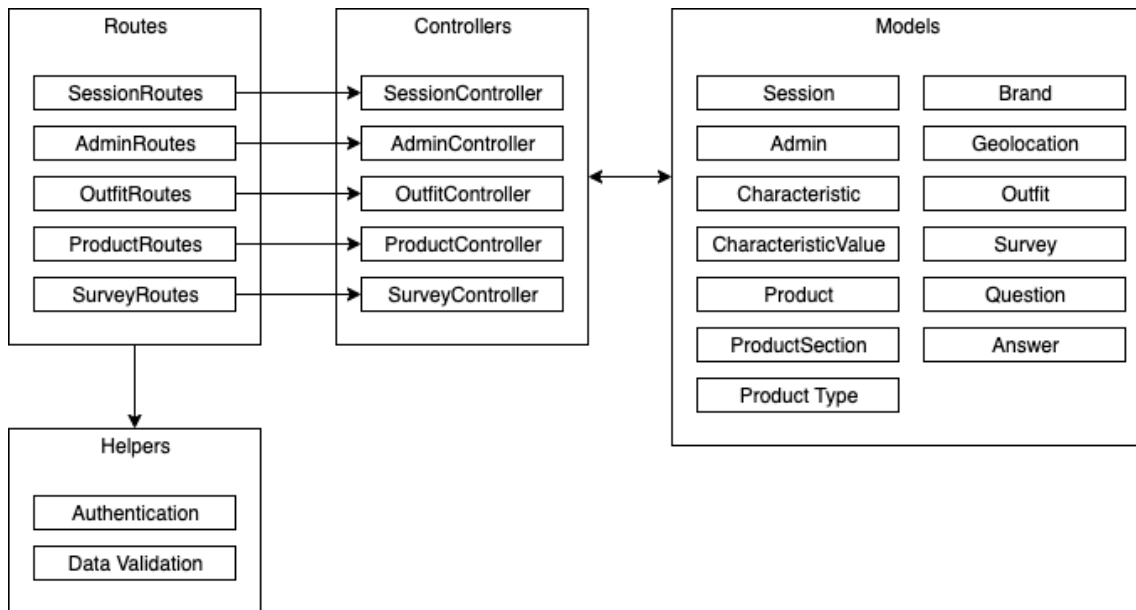 Routes
SessionRoutes
AdminRoutes
OutfitRoutes
ProductRoutes
SurveyRoutes
Controllers
SessionController
AdminController
OutfitController
ProductController
SurveyController
Models
Session
Admin
Characteristic
CharacteristicValue
Product
ProductSection
Product Type
Brand
Geolocation
Outfit
Survey
Question
Answer
Helpers
Authentication
Data Validation